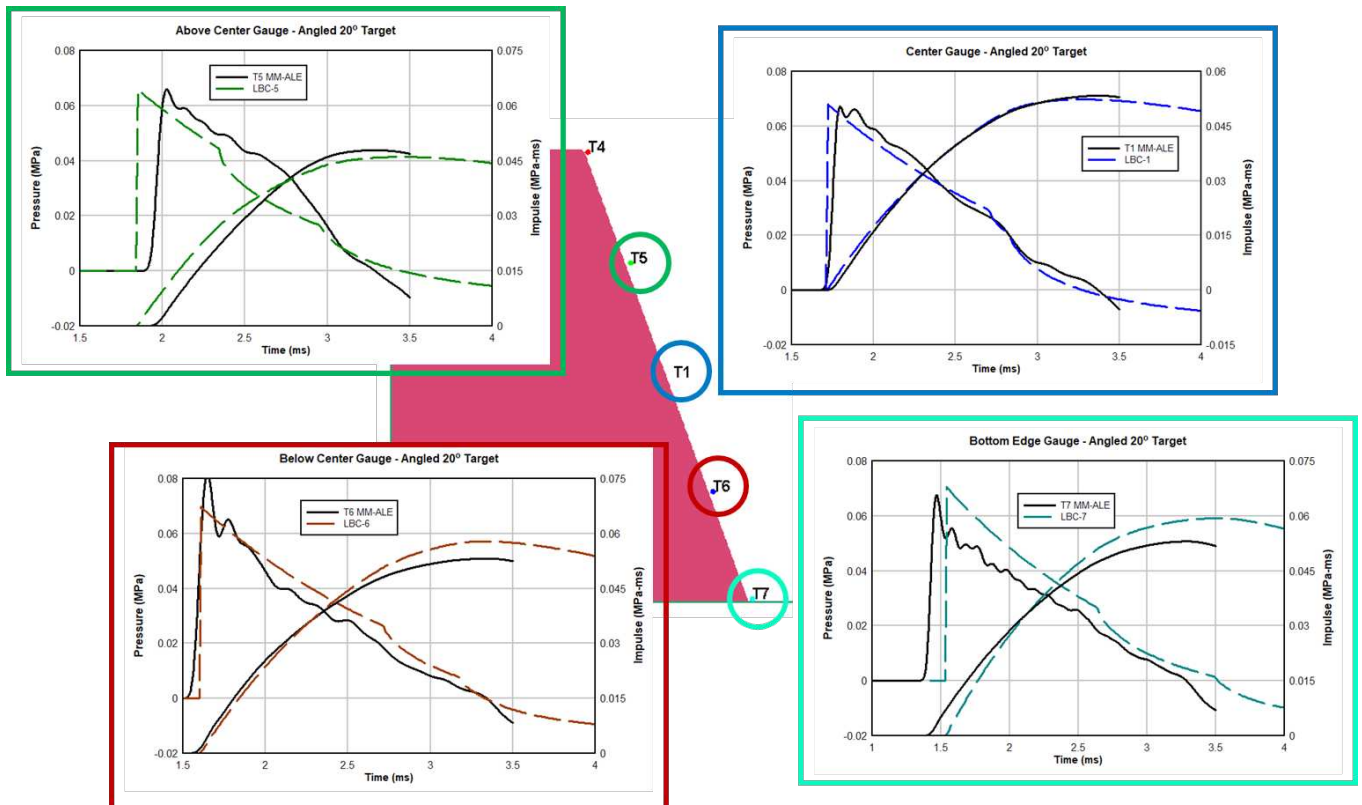 Above Center Gauge - Angled 20º Target
0.08
0.06
0.04
0.02
0
-0.02
Pressure (MPa)
T5 MM-ALE
LBC-5
0.075
0.06
0.045
0.03
0.015
0
Impulse (MPa-ms)
1.5 2 2.5 3 3.5 4
Time (ms)
Center Gauge - Angled 20º Target
0.08
0.06
0.04
0.02
0
-0.02
Pressure (MPa)
T1 MM-ALE
LBC-1
0.06
0.045
0.03
0.015
0
-0.015
Impulse (MPa-ms)
1.5 2 2.5 3 3.5 4
Time (ms)
T4
T5
T1
T6
T7
Below Center Gauge - Angled 20º Target
0.08
0.06
0.04
0.02
0
-0.02
Pressure (MPa)
T6 MM-ALE
LBC-6
0.075
0.06
0.045
0.03
0.015
0
Impulse (MPa-ms)
1.5 2 2.5 3 3.5 4
Time (ms)
Bottom Edge Gauge - Angled 20º Target
0.08
0.06
0.04
0.02
0
-0.02
Pressure (MPa)
T7 MM-ALE
LBC-7
0.075
0.06
0.045
0.03
0.015
0
Impulse (MPa-ms)
1 1.5 2 2.5 3 3.5 4
Time (ms)